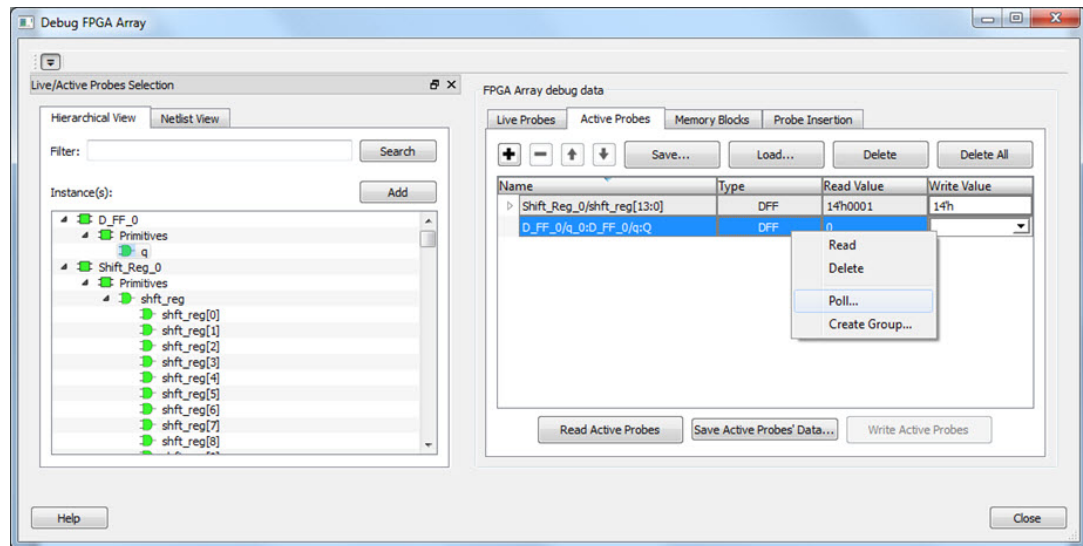 Debug FPGA Array
Live/Active Probes Selection
Hierarchical View Netlist View
Filter: Search
Instance(s): Add
D_FF_0
Primitives
q
Shift_Reg_0
Primitives
shft_reg
shft_reg[0]
shft_reg[1]
shft_reg[2]
shft_reg[3]
shft_reg[4]
shft_reg[5]
shft_reg[6]
shft_reg[7]
shft_reg[8]
FPGA Array debug data
Live Probes Active Probes Memory Blocks Probe Insertion
Save... Load... Delete Delete All
Name Type Read Value Write Value
Shift_Reg_0/shft_reg[13:0] DFF 14'h0001 14'h
D_FF_0/q_0:D_FF_0/q:Q DFF 0
Read
Delete
Poll...
Create Group...
Read Active Probes Save Active Probes' Data... Write Active Probes
Help Close